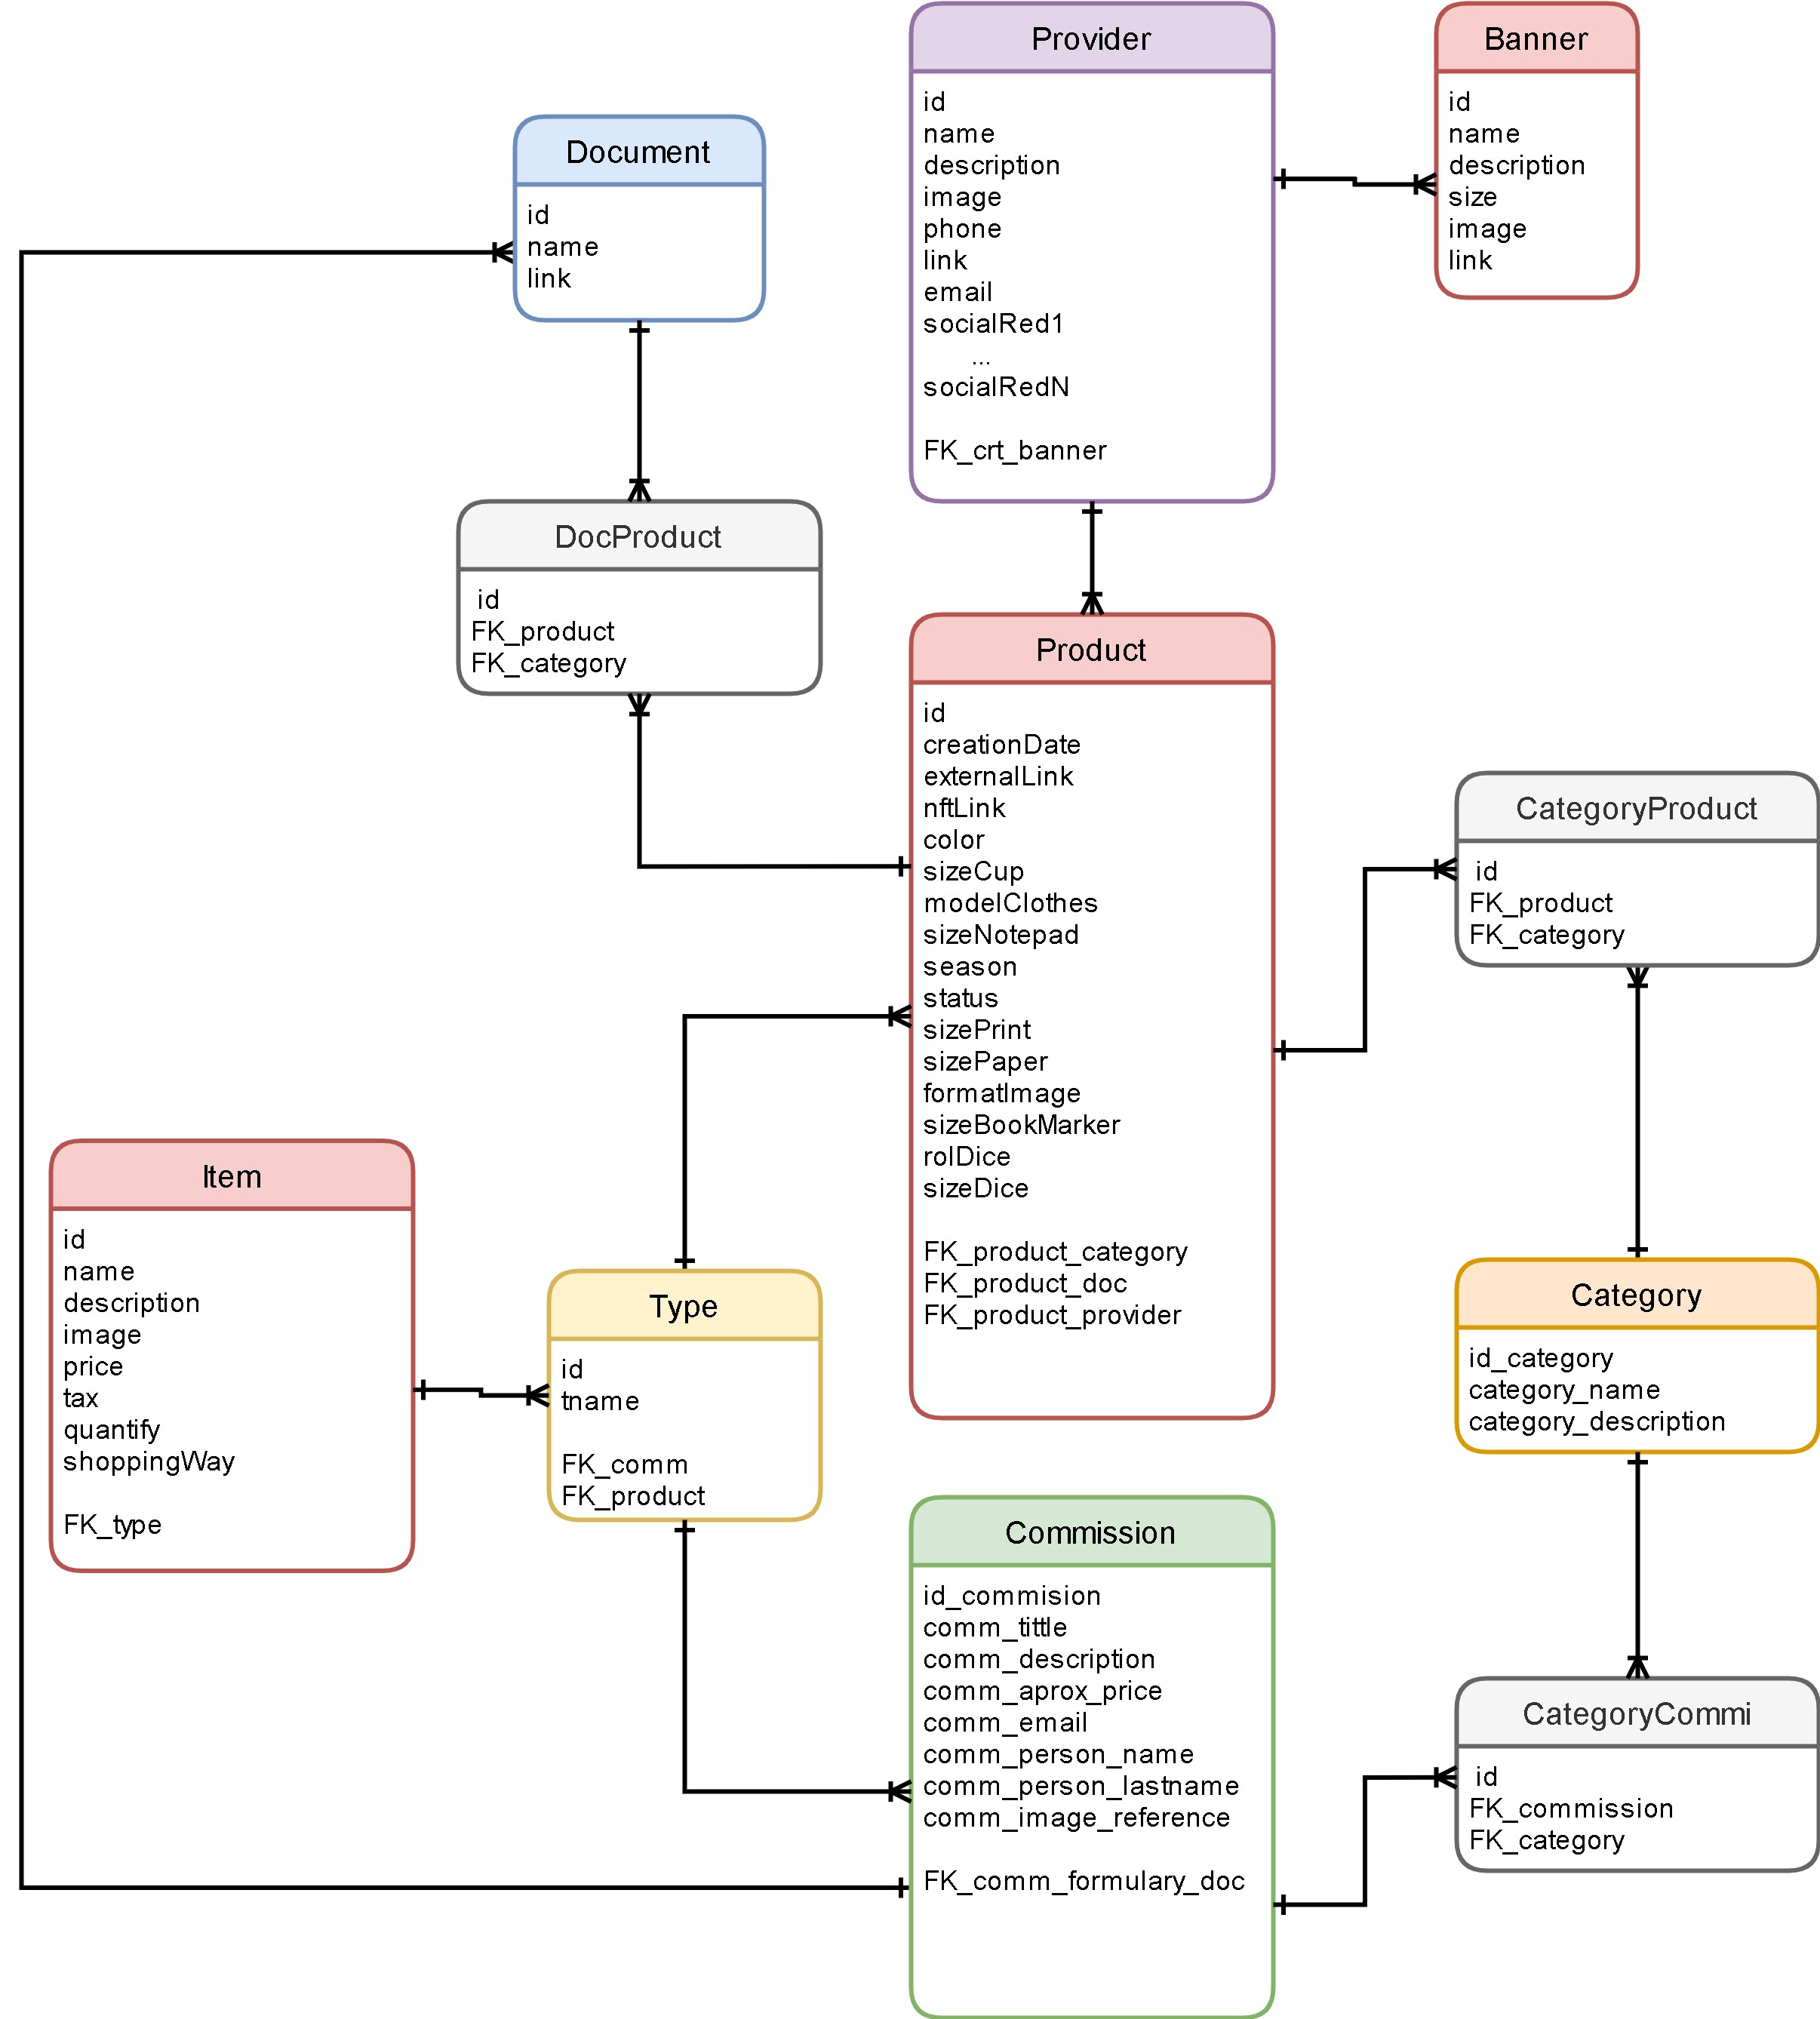 Provider
id
name
description
image
phone
link
email
socialRed1
...
socialRedN
FK_crt_banner
Banner
id
name
description
size
image
link
Document
id
name
link
DocProduct
id
FK_product
FK_category
Product
id
creationDate
externalLink
nftLink
color
sizeCup
modelClothes
sizeNotepad
season
status
sizePrint
sizePaper
formatImage
sizeBookMarker
rolDice
sizeDice
FK_product_category
FK_product_doc
FK_product_provider
CategoryProduct
id
FK_product
FK_category
Item
id
name
description
image
price
tax
quantify
shoppingWay
FK_type
Type
id
tname
FK_comm
FK_product
Category
id_category
category_name
category_description
Commission
id_commision
comm_tittle
comm_description
comm_aprox_price
comm_email
comm_person_name
comm_person_lastname
comm_image_reference
FK_comm_formulary_doc
CategoryCommi
id
FK_commission
FK_category